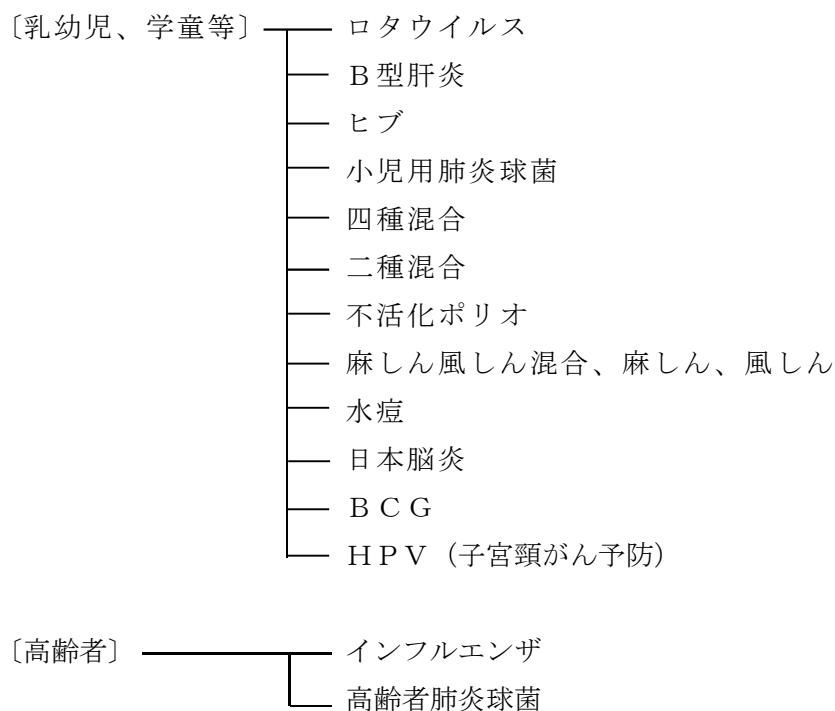 〔乳幼児、学童等〕 ロタウイルス
Ｂ型肝炎
ヒブ
小児用肺炎球菌
四種混合
二種混合
不活化ポリオ
麻しん風しん混合、麻しん、風しん
水痘
日本脳炎
ＢＣＧ
ＨＰＶ（子宮頸がん予防）
〔高齢者〕 インフルエンザ
高齢者肺炎球菌